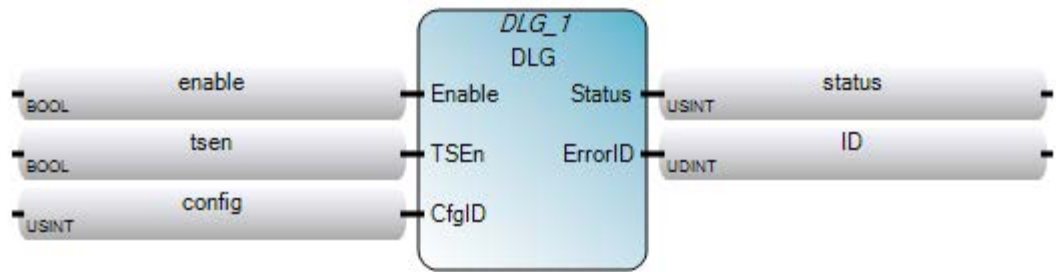 DLG_1
DLG
enable
BOOL
Enable
Status
status
USINT
tsen
BOOL
TSEn
ErrorID
ID
UDINT
config
USINT
CfgID